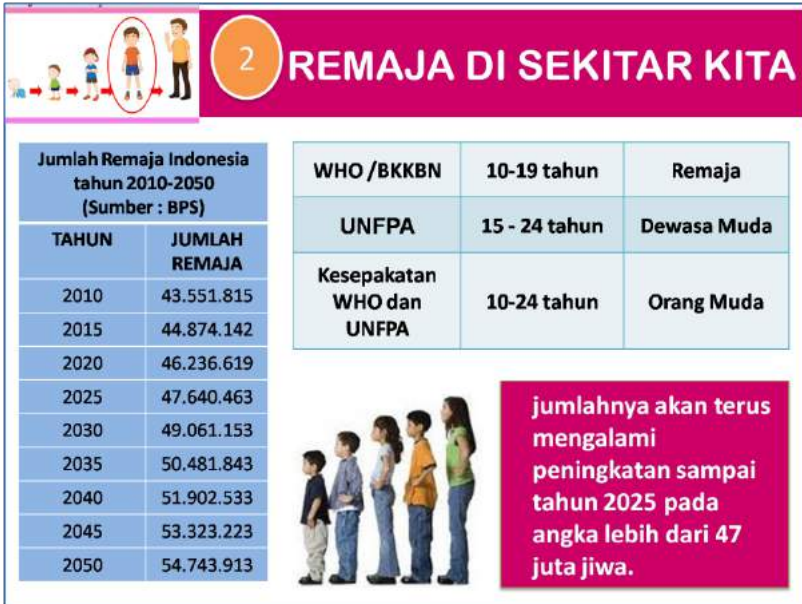 2
REMAJA DI SEKITAR KITA
Jumlah Remaja Indonesia
tahun 2010-2050
(Sumber : BPS)
TAHUN JUMLAH
REMAJA
2010 43.551.815
2015 44.874.142
2020 46.236.619
2025 47.640.463
2030 49.061.153
2035 50.481.843
2040 51.902.533
2045 53.323.223
2050 54.743.913
WHO /BKKBN 10-19 tahun Remaja
UNFPA 15 - 24 tahun Dewasa Muda
Kesepakatan
WHO dan
UNFPA
10-24 tahun Orang Muda
jumlahnya akan terus
mengalami
peningkatan sampai
tahun 2025 pada
angka lebih dari 47
juta jiwa.